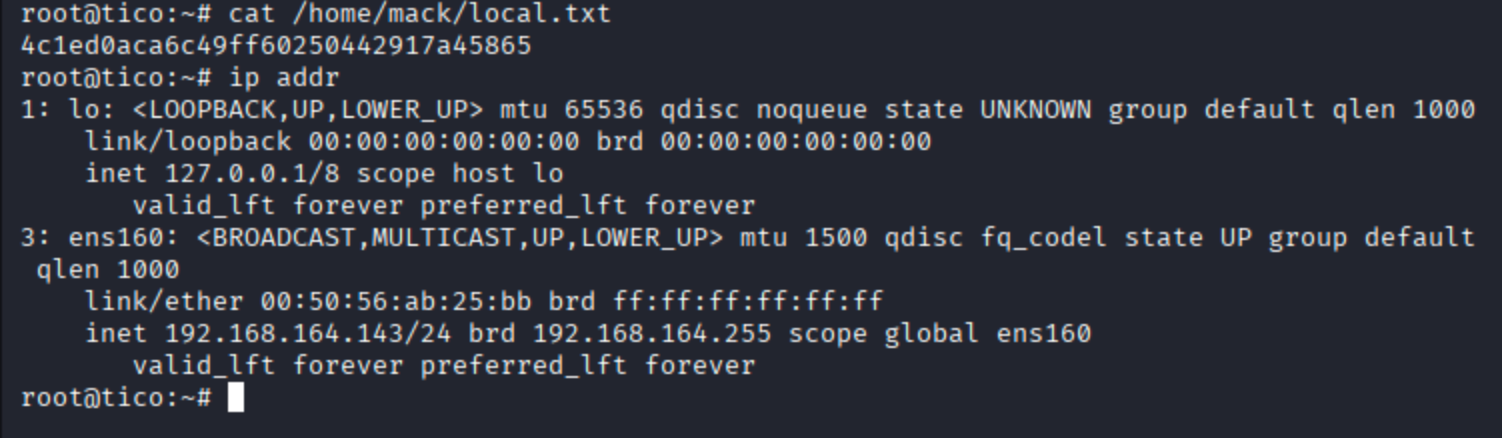 root@tico:~# cat /home/mack/local.txt
4c1ed0aca6c49ff60250442917a45865
root@tico:~# ip addr
1: lo: <LOOPBACK,UP,LOWER_UP> mtu 65536 qdisc noqueue state UNKNOWN group default qlen 1000
    link/loopback 00:00:00:00:00:00 brd 00:00:00:00:00:00
    inet 127.0.0.1/8 scope host lo
       valid_lft forever preferred_lft forever
3: ens160: <BROADCAST,MULTICAST,UP,LOWER_UP> mtu 1500 qdisc fq_codel state UP group default
 qlen 1000
    link/ether 00:50:56:ab:25:bb brd ff:ff:ff:ff:ff:ff
    inet 192.168.164.143/24 brd 192.168.164.255 scope global ens160
       valid_lft forever preferred_lft forever
root@tico:~#